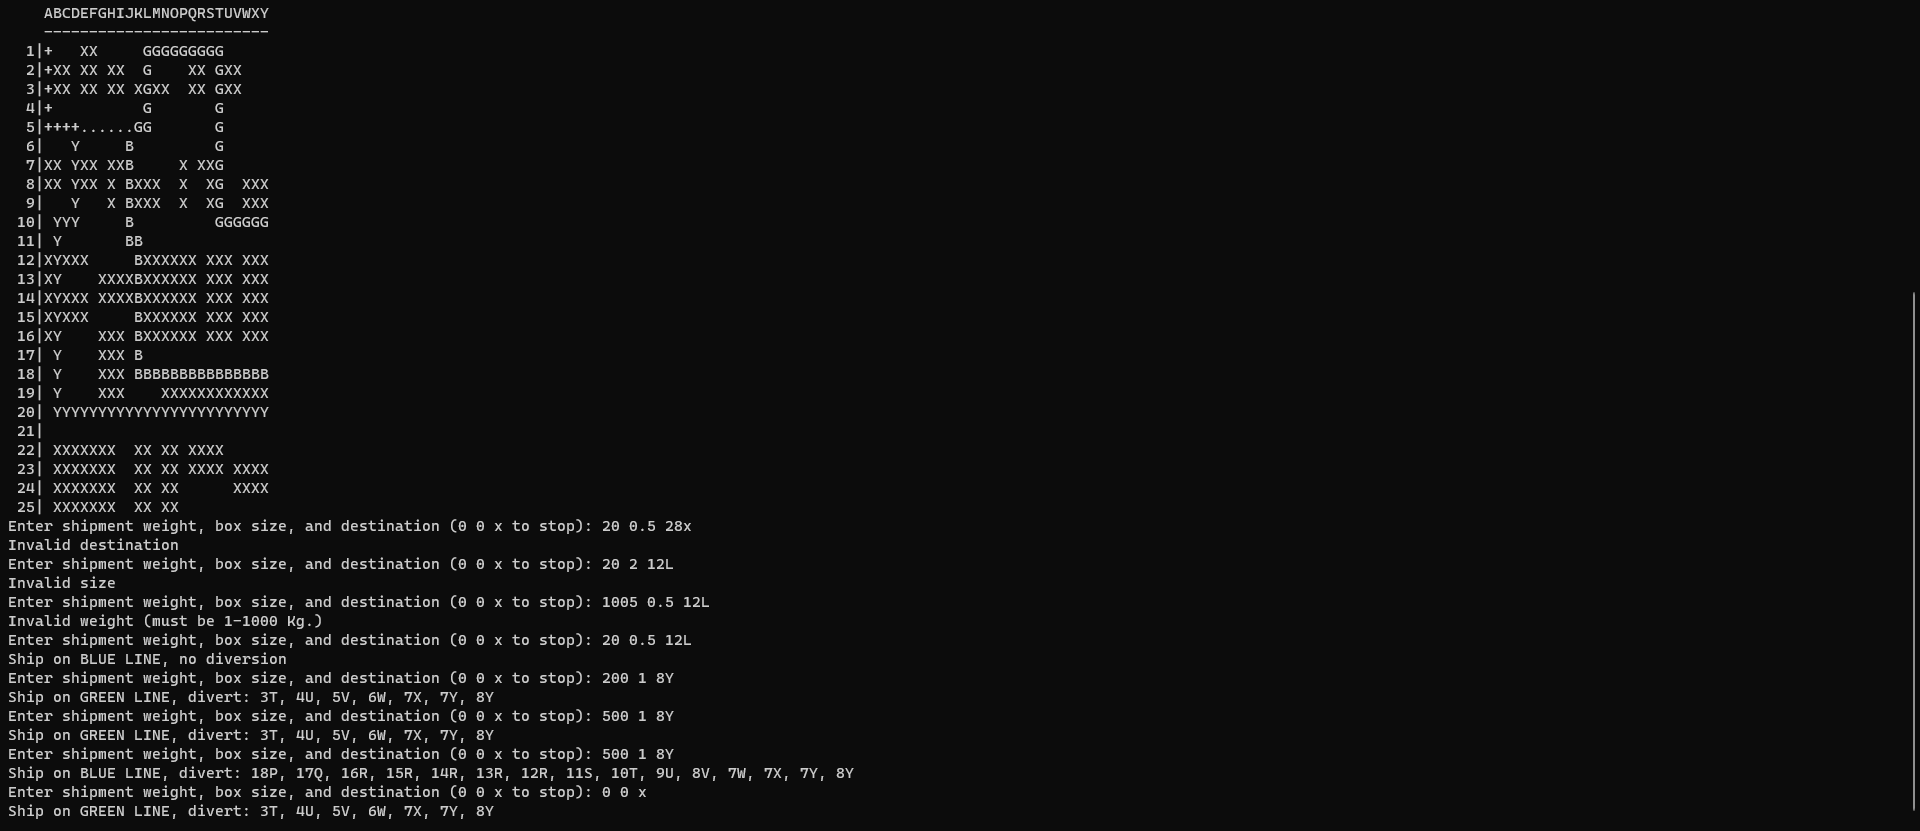 ABCDEFGHIJKLMNOPQRSTUVWXY
    -------------------------
  1|+   XX     GGGGGGGGG
  2|+XX XX XX  G    XX GXX
  3|+XX XX XX XGXX  XX GXX
  4|+          G       G
  5|++++......GG       G
  6|   Y     B         G
  7|XX YXX XXB     X XXG
  8|XX YXX X BXXX  X  XG  XXX
  9|   Y   X BXXX  X  XG  XXX
 10| YYY     B         GGGGGG
 11| Y       BB
 12|XYXXX     BXXXXXX XXX XXX
 13|XY    XXXXBXXXXXX XXX XXX
 14|XYXXX XXXXBXXXXXX XXX XXX
 15|XYXXX     BXXXXXX XXX XXX
 16|XY    XXX BXXXXXX XXX XXX
 17| Y    XXX B
 18| Y    XXX BBBBBBBBBBBBBBB
 19| Y    XXX    XXXXXXXXXXXX
 20| YYYYYYYYYYYYYYYYYYYYYYYY
 21|
 22| XXXXXXX  XX XX XXXX
 23| XXXXXXX  XX XX XXXX XXXX
 24| XXXXXXX  XX XX      XXXX
 25| XXXXXXX  XX XX
Enter shipment weight, box size, and destination (0 0 x to stop): 20 0.5 28x
Invalid destination
Enter shipment weight, box size, and destination (0 0 x to stop): 20 2 12L
Invalid size
Enter shipment weight, box size, and destination (0 0 x to stop): 1005 0.5 12L
Invalid weight (must be 1-1000 Kg.)
Enter shipment weight, box size, and destination (0 0 x to stop): 20 0.5 12L
Ship on BLUE LINE, no diversion
Enter shipment weight, box size, and destination (0 0 x to stop): 200 1 8Y
Ship on GREEN LINE, divert: 3T, 4U, 5V, 6W, 7X, 7Y, 8Y
Enter shipment weight, box size, and destination (0 0 x to stop): 500 1 8Y
Ship on GREEN LINE, divert: 3T, 4U, 5V, 6W, 7X, 7Y, 8Y
Enter shipment weight, box size, and destination (0 0 x to stop): 500 1 8Y
Ship on BLUE LINE, divert: 18P, 17Q, 16R, 15R, 14R, 13R, 12R, 11S, 10T, 9U, 8V, 7W, 7X, 7Y, 8Y
Enter shipment weight, box size, and destination (0 0 x to stop): 0 0 x
Ship on GREEN LINE, divert: 3T, 4U, 5V, 6W, 7X, 7Y, 8Y